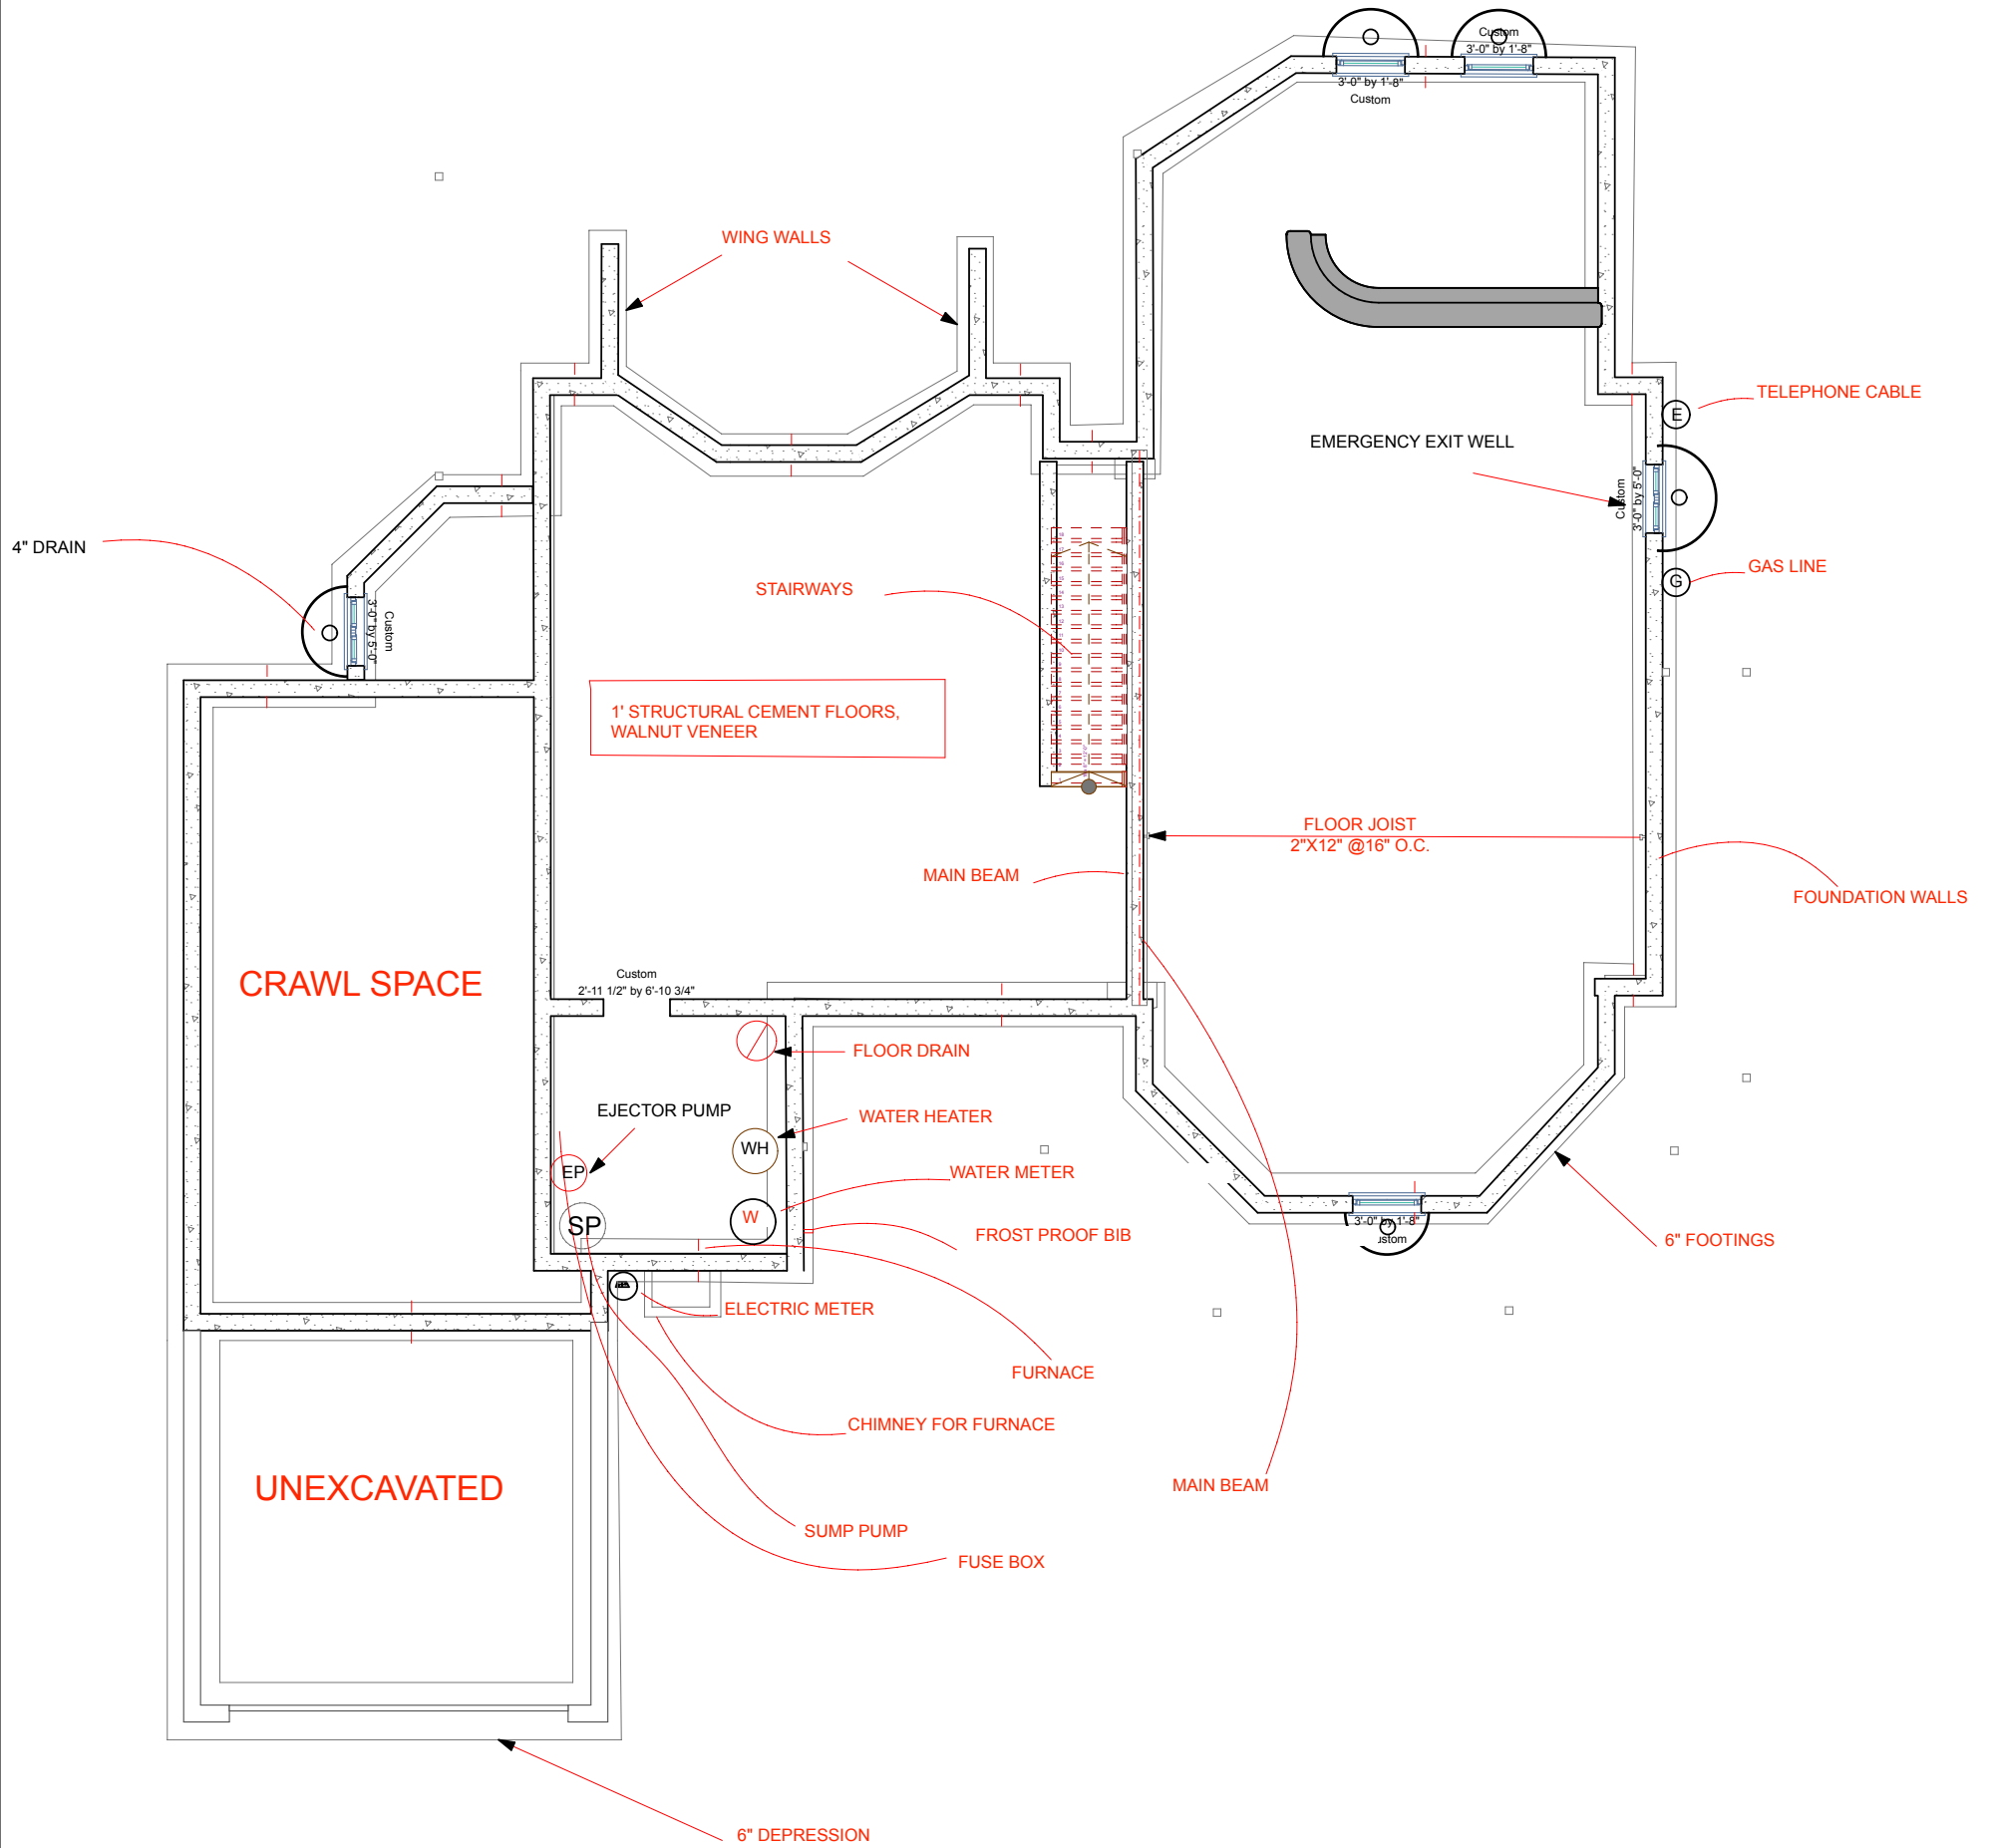 Custom
3'-0" by 1'-8"
3'-0" by 1'-8"
Custom
WING WALLS
TELEPHONE CABLE
E
EMERGENCY EXIT WELL
Custom
3'-0" by 5'-0"
4" DRAIN
GAS LINE
G
STAIRWAYS
Custom
3'-0" by 5'-0"
1' STRUCTURAL CEMENT FLOORS,
WALNUT VENEER
FLOOR JOIST
2"X12" @16" O.C.
MAIN BEAM
FOUNDATION WALLS
CRAWL SPACE
Custom
2'-11 1/2" by 6'-10 3/4"
FLOOR DRAIN
EJECTOR PUMP
WATER HEATER
WH
EP
WATER METER
W
SP
3'-0" by 1'-8"
FROST PROOF BIB
6" FOOTINGS
ELECTRIC METER
FURNACE
CHIMNEY FOR FURNACE
UNEXCAVATED
MAIN BEAM
SUMP PUMP
FUSE BOX
6" DEPRESSION